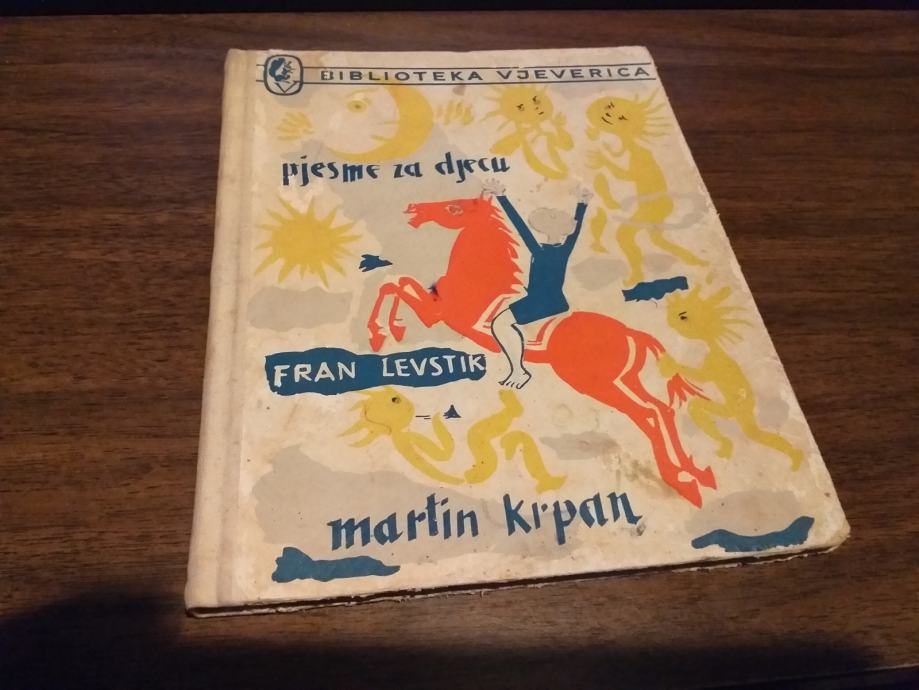 BIBLIOTEKA VJEVERICA
pjesme za djecu
FRAN LEVSTIK
martin krpan